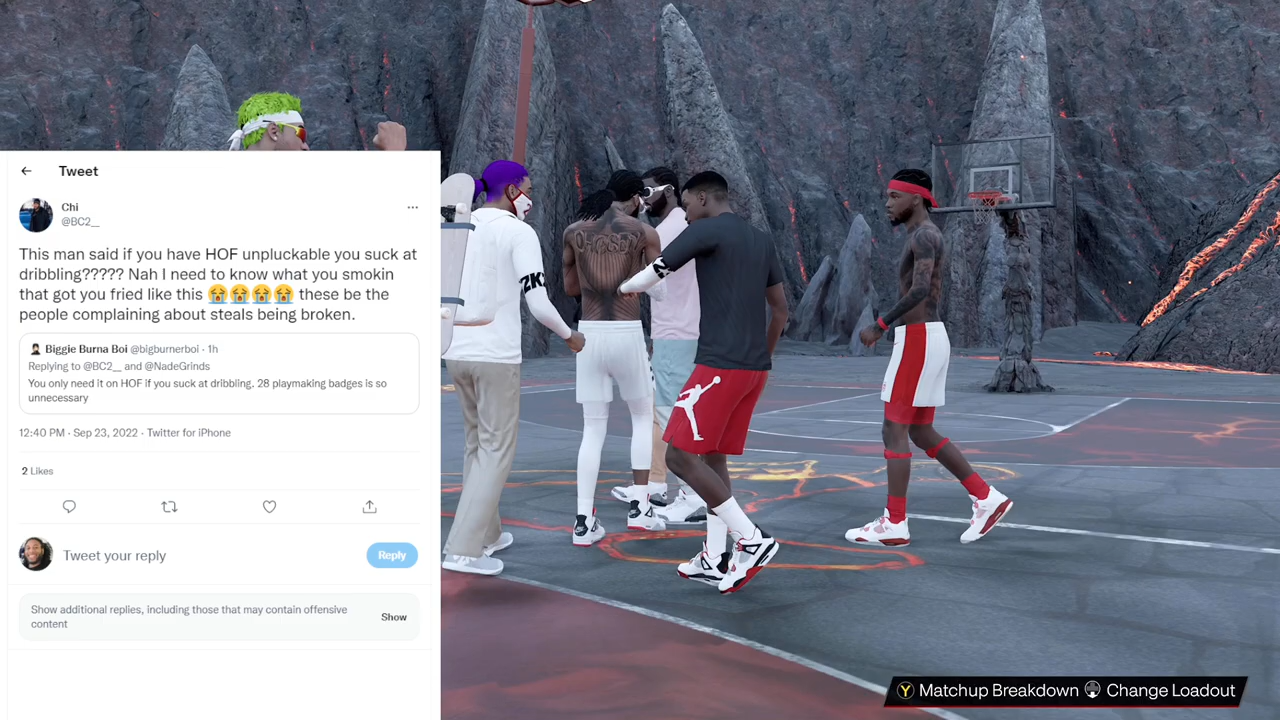 Tweet
Chi
@BC2__
This man said if you have HOF unpluckable you suck at
dribbling????? Nah I need to know what you smokin
that got you fried like this 😭😭😭😭 these be the
people complaining about steals being broken.
Biggie Burna Boi @bigburnerboi · 1h
Replying to @BC2__ and @NadeGrinds
You only need it on HOF if you suck at dribbling. 28 playmaking badges is so
unnecessary
12:40 PM · Sep 23, 2022 · Twitter for iPhone
2 Likes
Tweet your reply
Reply
Show additional replies, including those that may contain offensive
content
Show
2K
Y Matchup Breakdown Change Loadout